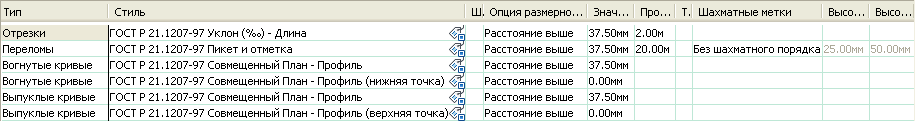 Тип Стиль Ш. Опция размерно... Знач... Про... Т. Шахматные метки Высо... Высо...
Отрезки ГОСТ Р 21.1207-97 Уклон (‰) - Длина Расстояние выше 37.50мм 2.00м
Переломы ГОСТ Р 21.1207-97 Пикет и отметка Расстояние выше 37.50мм 20.00м Без шахматного порядка 25.00мм 50.00мм
Вогнутые кривые ГОСТ Р 21.1207-97 Совмещенный План - Профиль Расстояние выше 37.50мм
Вогнутые кривые ГОСТ Р 21.1207-97 Совмещенный План - Профиль (нижняя точка) Расстояние выше 0.00мм
Выпуклые кривые ГОСТ Р 21.1207-97 Совмещенный План - Профиль Расстояние выше 37.50мм
Выпуклые кривые ГОСТ Р 21.1207-97 Совмещенный План - Профиль (верхняя точка) Расстояние выше 0.00мм